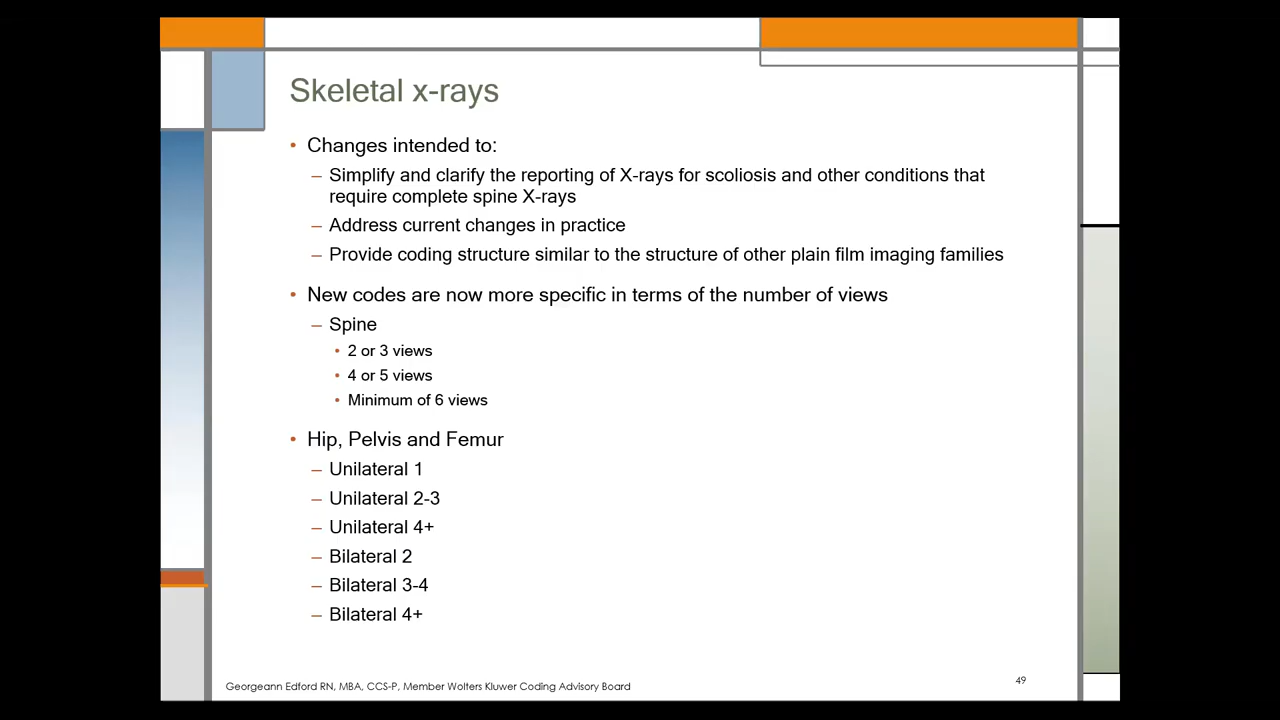 Skeletal x-rays
• Changes intended to:
– Simplify and clarify the reporting of X-rays for scoliosis and other conditions that
require complete spine X-rays
– Address current changes in practice
– Provide coding structure similar to the structure of other plain film imaging families
• New codes are now more specific in terms of the number of views
– Spine
• 2 or 3 views
• 4 or 5 views
• Minimum of 6 views
• Hip, Pelvis and Femur
– Unilateral 1
– Unilateral 2-3
– Unilateral 4+
– Bilateral 2
– Bilateral 3-4
– Bilateral 4+
Georgeann Edford RN, MBA, CCS-P, Member Wolters Kluwer Coding Advisory Board
49